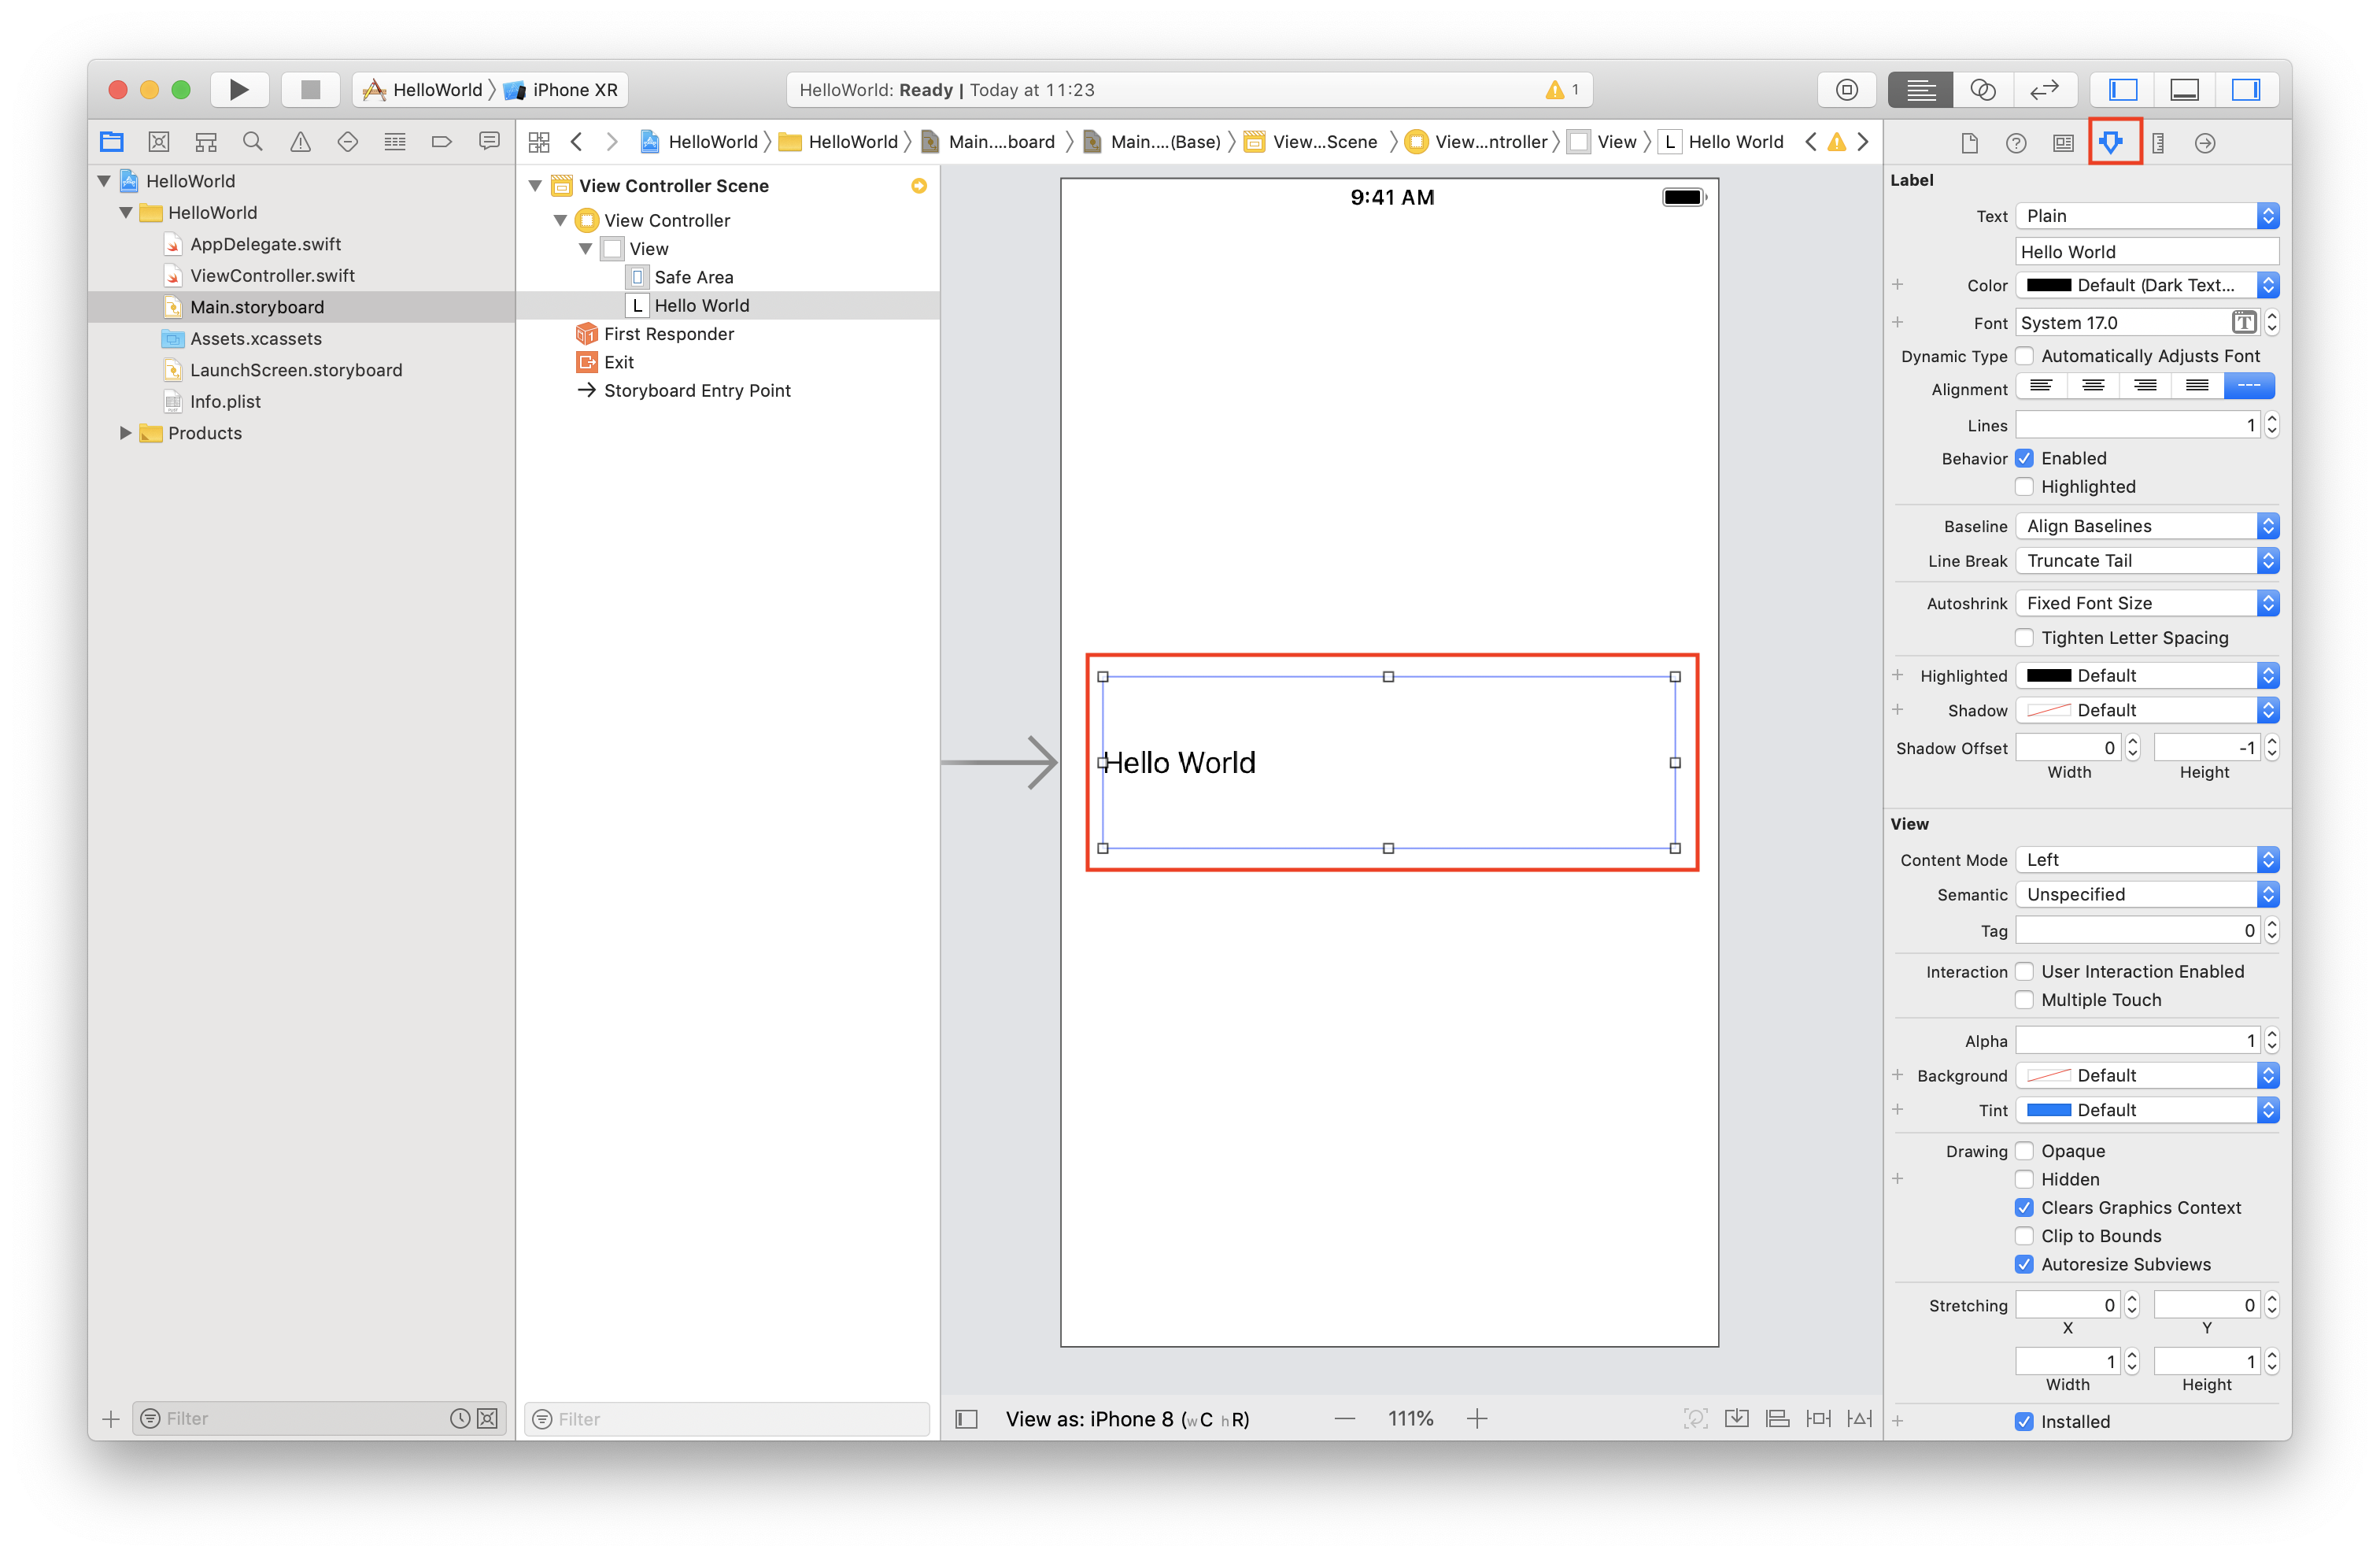 HelloWorld iPhone XR
HelloWorld: Ready | Today at 11:23
1
HelloWorld HelloWorld Main....board Main....(Base) View...Scene View...ntroller View L Hello World
HelloWorld
HelloWorld
AppDelegate.swift
ViewController.swift
Main.storyboard
Assets.xcassets
LaunchScreen.storyboard
Info.plist
Products
Filter
View Controller Scene
View Controller
View
Safe Area
L Hello World
First Responder
Exit
Storyboard Entry Point
Filter
9:41 AM
Hello World
View as: iPhone 8 (wC hR)
111%
Label
Text Plain
Hello World
Color Default (Dark Text...
Font System 17.0 T
Dynamic Type Automatically Adjusts Font
Alignment
Lines 1
Behavior Enabled
Highlighted
Baseline Align Baselines
Line Break Truncate Tail
Autoshrink Fixed Font Size
Tighten Letter Spacing
Highlighted Default
Shadow Default
Shadow Offset 0 -1
Width Height
View
Content Mode Left
Semantic Unspecified
Tag 0
Interaction User Interaction Enabled
Multiple Touch
Alpha 1
Background Default
Tint Default
Drawing Opaque
Hidden
Clears Graphics Context
Clip to Bounds
Autoresize Subviews
Stretching 0 0
X Y
1 1
Width Height
Installed